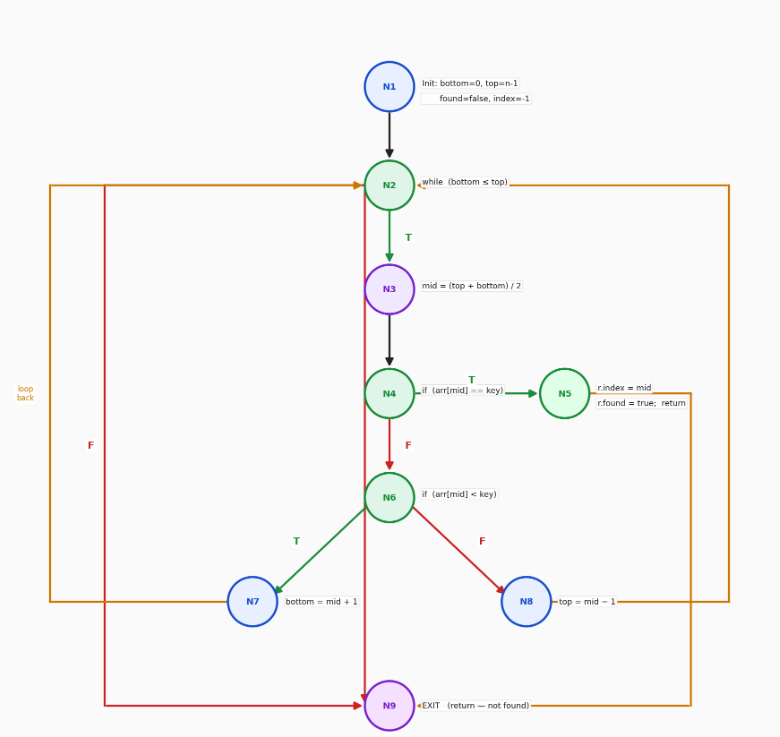 N1
Init: bottom=0, top=n-1
found=false, index=-1
N2
while (bottom ≤ top)
T
N3
mid = (top + bottom) / 2
T
N4
if (arr[mid] == key)
N5
r.index = mid
r.found = true; return
loop
back
F
F
N6
if (arr[mid] < key)
T
F
N7
bottom = mid + 1
N8
top = mid − 1
N9
EXIT (return — not found)